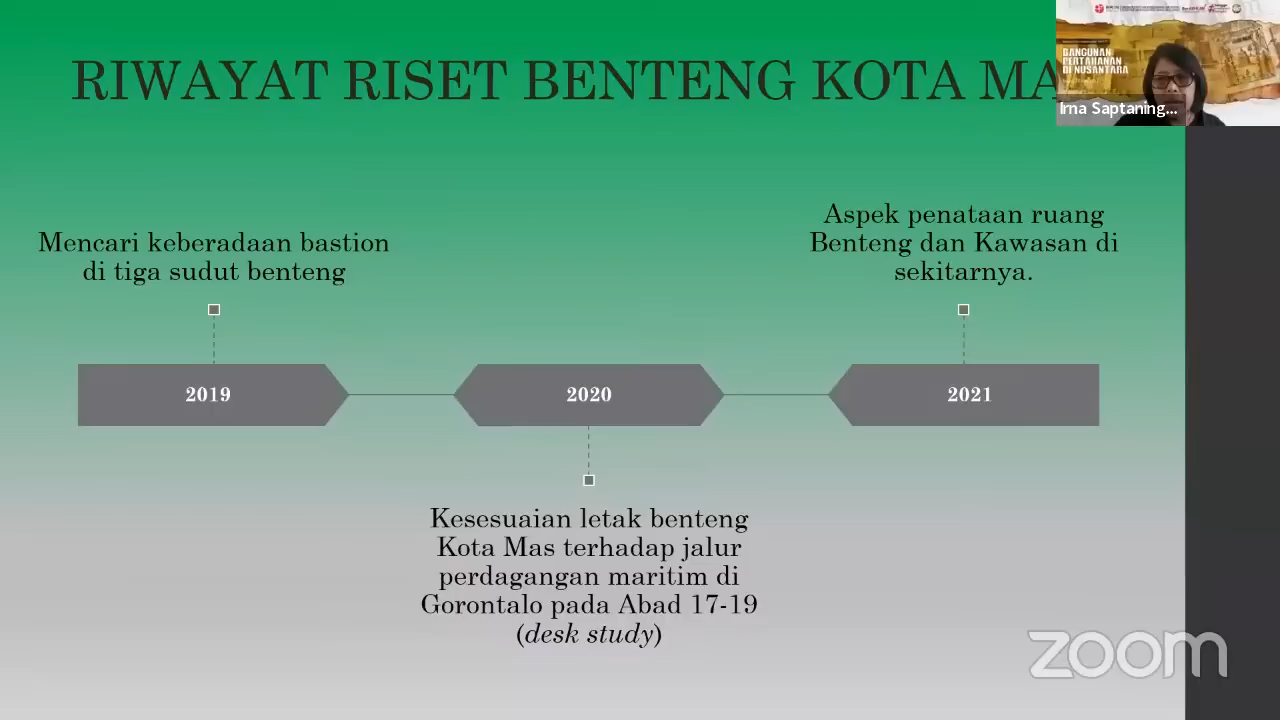 RIWAYAT RISET BENTENG KOTA MA
BANGUNAN
PERTAHANAN
DI NUSANTARA
Irna Saptaning...
Mencari keberadaan bastion
di tiga sudut benteng
Aspek penataan ruang
Benteng dan Kawasan di
sekitarnya.
2019
2020
2021
Kesesuaian letak benteng
Kota Mas terhadap jalur
perdagangan maritim di
Gorontalo pada Abad 17-19
(desk study)
zoom